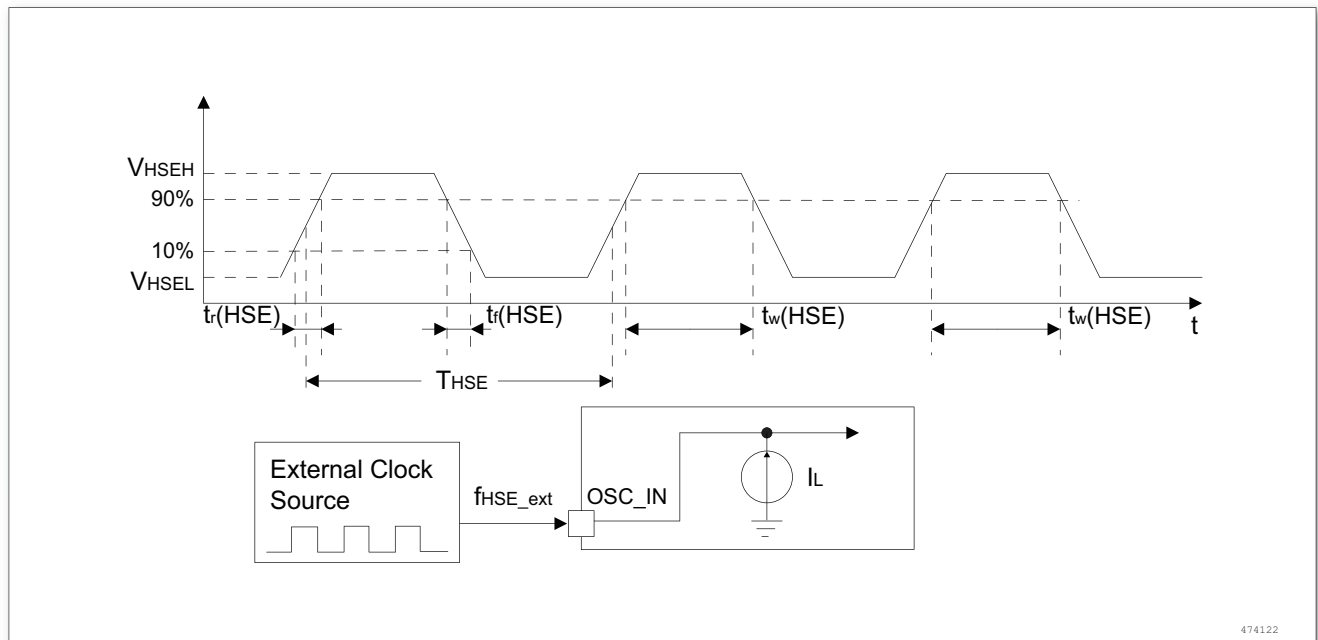 VHSEH
90%
10%
VHSEL
tr(HSE)
tf(HSE)
tw(HSE)
tw(HSE)
t
THSE
External Clock
Source
fHSE_ext
OSC_IN
IL
474122